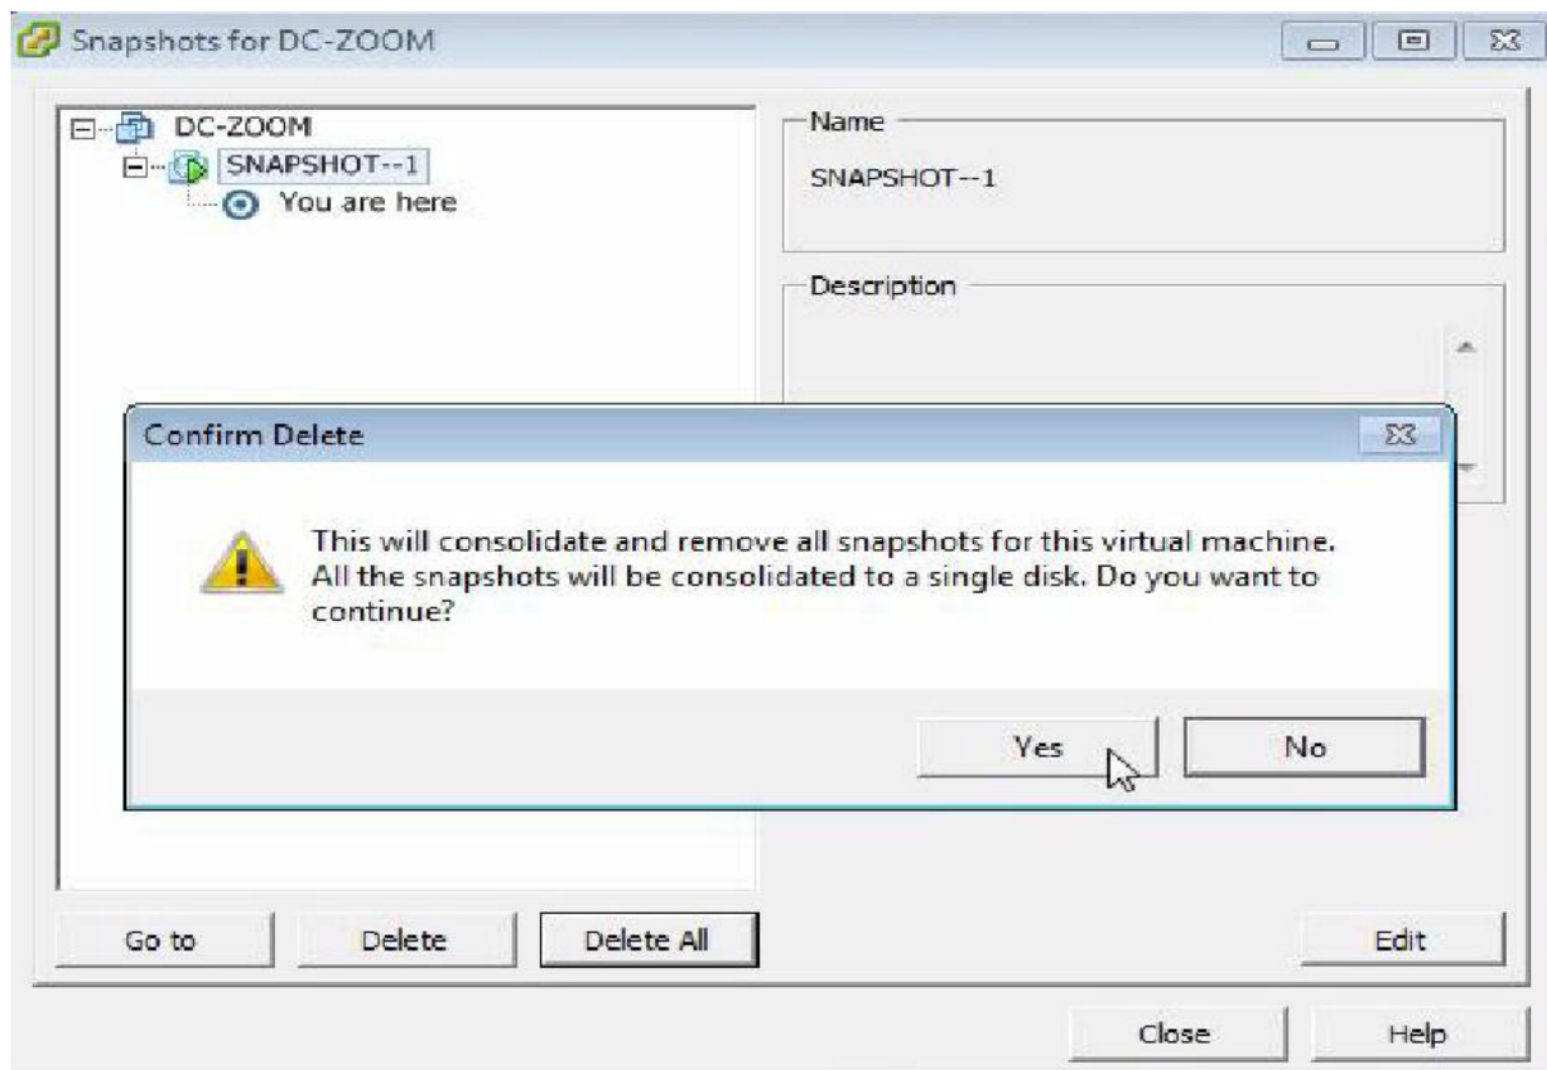 Snapshots for DC-ZOOM
DC-ZOOM
SNAPSHOT--1
You are here
Name
SNAPSHOT--1
Description
Confirm Delete
This will consolidate and remove all snapshots for this virtual machine.
All the snapshots will be consolidated to a single disk. Do you want to
continue?
Yes
No
Go to
Delete
Delete All
Edit
Close
Help